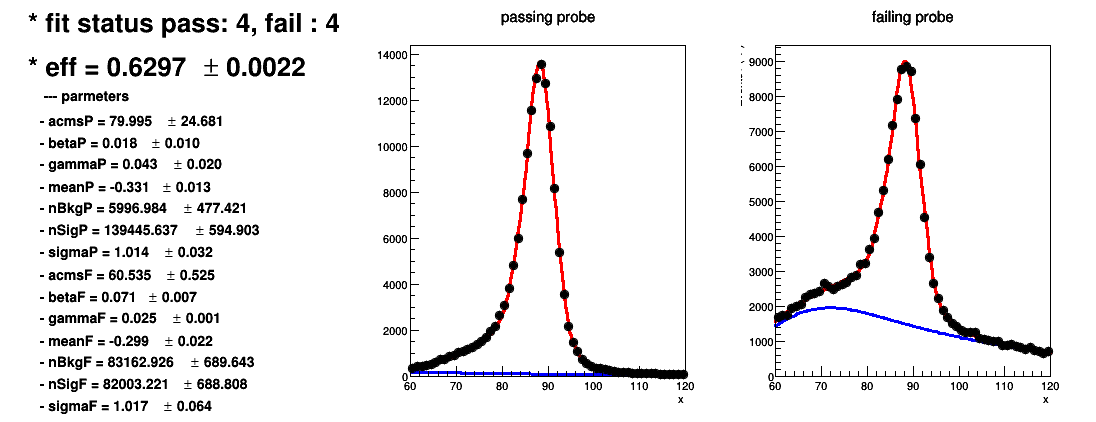 * fit status pass: 4, fail : 4
* eff = 0.6297 ± 0.0022
--- parmeters
- acmsP = 79.995 ± 24.681
- betaP = 0.018 ± 0.010
- gammaP = 0.043 ± 0.020
- meanP = -0.331 ± 0.013
- nBkgP = 5996.984 ± 477.421
- nSigP = 139445.637 ± 594.903
- sigmaP = 1.014 ± 0.032
- acmsF = 60.535 ± 0.525
- betaF = 0.071 ± 0.007
- gammaF = 0.025 ± 0.001
- meanF = -0.299 ± 0.022
- nBkgF = 83162.926 ± 689.643
- nSigF = 82003.221 ± 688.808
- sigmaF = 1.017 ± 0.064
passing probe
14000
12000
10000
8000
6000
4000
2000
0
60 70 80 90 100 110 120
x
failing probe
9000
8000
7000
6000
5000
4000
3000
2000
1000
0
60 70 80 90 100 110 120
x